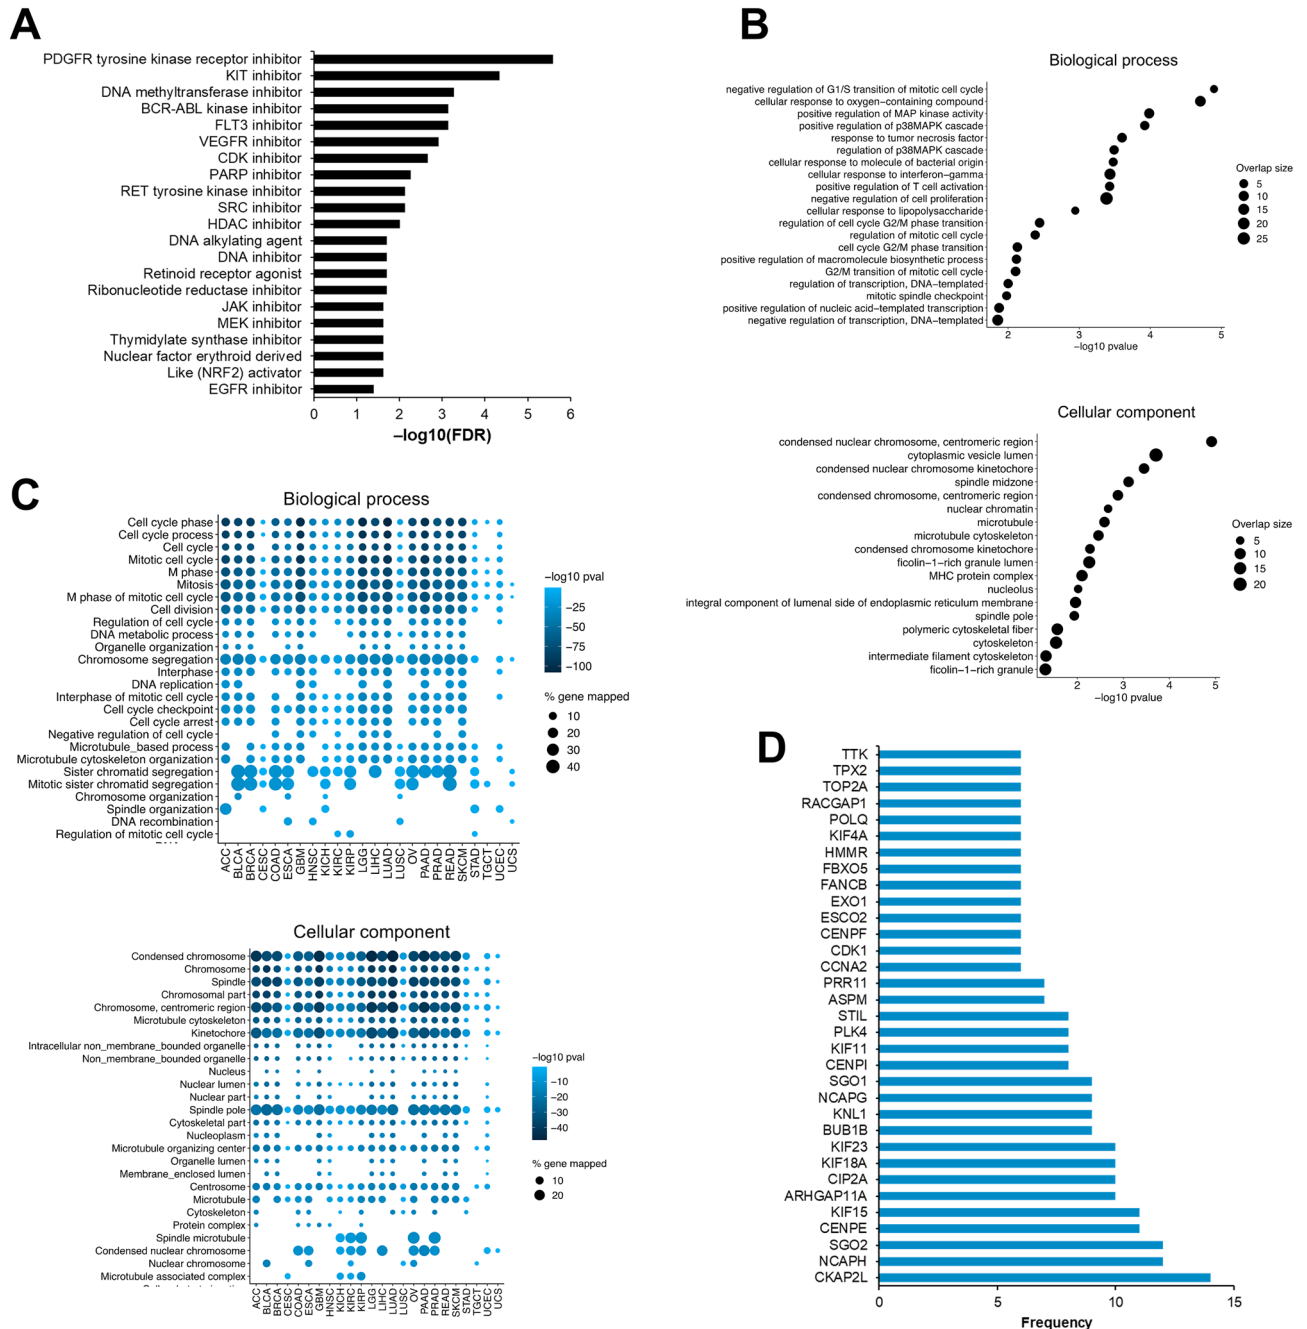 A
PDGFR tyrosine kinase receptor inhibitor
KIT inhibitor
DNA methyltransferase inhibitor
BCR-ABL kinase inhibitor
FLT3 inhibitor
VEGFR inhibitor
CDK inhibitor
PARP inhibitor
RET tyrosine kinase inhibitor
SRC inhibitor
HDAC inhibitor
DNA alkylating agent
DNA inhibitor
Retinoid receptor agonist
Ribonucleotide reductase inhibitor
JAK inhibitor
MEK inhibitor
Thymidylate synthase inhibitor
Nuclear factor erythroid derived
Like (NRF2) activator
EGFR inhibitor
0 1 2 3 4 5 6
−log10(FDR)
B
Biological process
negative regulation of G1/S transition of mitotic cell cycle
cellular response to oxygen−containing compound
positive regulation of MAP kinase activity
positive regulation of p38MAPK cascade
response to tumor necrosis factor
regulation of p38MAPK cascade
cellular response to molecule of bacterial origin
cellular response to interferon−gamma
positive regulation of T cell activation
negative regulation of cell proliferation
cellular response to lipopolysaccharide
regulation of cell cycle G2/M phase transition
regulation of mitotic cell cycle
cell cycle G2/M phase transition
positive regulation of macromolecule biosynthetic process
G2/M transition of mitotic cell cycle
regulation of transcription, DNA−templated
mitotic spindle checkpoint
positive regulation of nucleic acid−templated transcription
negative regulation of transcription, DNA−templated
2 3 4 5
−log10 pvalue
Overlap size
5
10
15
20
25
Cellular component
condensed nuclear chromosome, centromeric region
cytoplasmic vesicle lumen
condensed nuclear chromosome kinetochore
spindle midzone
condensed chromosome, centromeric region
nuclear chromatin
microtubule
microtubule cytoskeleton
condensed chromosome kinetochore
ficolin−1−rich granule lumen
MHC protein complex
nucleolus
integral component of lumenal side of endoplasmic reticulum membrane
spindle pole
polymeric cytoskeletal fiber
cytoskeleton
intermediate filament cytoskeleton
ficolin−1−rich granule
2 3 4 5
−log10 pvalue
Overlap size
5
10
15
20
C
Biological process
Cell cycle phase
Cell cycle process
Cell cycle
Mitotic cell cycle
M phase
Mitosis
M phase of mitotic cell cycle
Cell division
Regulation of cell cycle
DNA metabolic process
Organelle organization
Chromosome segregation
Interphase
DNA replication
Interphase of mitotic cell cycle
Cell cycle checkpoint
Cell cycle arrest
Negative regulation of cell cycle
Microtubule_based process
Microtubule cytoskeleton organization
Sister chromatid segregation
Mitotic sister chromatid segregation
Chromosome organization
Spindle organization
DNA recombination
Regulation of mitotic cell cycle
ACC BLCA BRCA CESC COAD ESCA GBM HNSC KICH KIRC KIRP LGG LIHC LUAD LUSC OV PAAD PRAD READ SKCM STAD TGCT UCEC UCS
−log10 pval
−25
−50
−75
−100
% gene mapped
10
20
30
40
Cellular component
Condensed chromosome
Chromosome
Spindle
Chromosomal part
Chromosome, centromeric region
Microtubule cytoskeleton
Kinetochore
Intracellular non_membrane_bounded organelle
Non_membrane_bounded organelle
Nucleus
Nuclear lumen
Nuclear part
Spindle pole
Cytoskeletal part
Nucleoplasm
Microtubule organizing center
Organelle lumen
Membrane_enclosed lumen
Centrosome
Microtubule
Cytoskeleton
Protein complex
Spindle microtubule
Condensed nuclear chromosome
Nuclear chromosome
Microtubule associated complex
ACC BLCA BRCA CESC COAD ESCA GBM HNSC KICH KIRC KIRP LGG LIHC LUAD LUSC OV PAAD PRAD READ SKCM STAD TGCT UCEC UCS
−log10 pval
−10
−20
−30
−40
% gene mapped
10
20
D
TTK
TPX2
TOP2A
RACGAP1
POLQ
KIF4A
HMMR
FBXO5
FANCB
EXO1
ESCO2
CENPF
CDK1
CCNA2
PRR11
ASPM
STIL
PLK4
KIF11
CENPI
SGO1
NCAPG
KNL1
BUB1B
KIF23
KIF18A
CIP2A
ARHGAP11A
KIF15
CENPE
SGO2
NCAPH
CKAP2L
0 5 10 15
Frequency